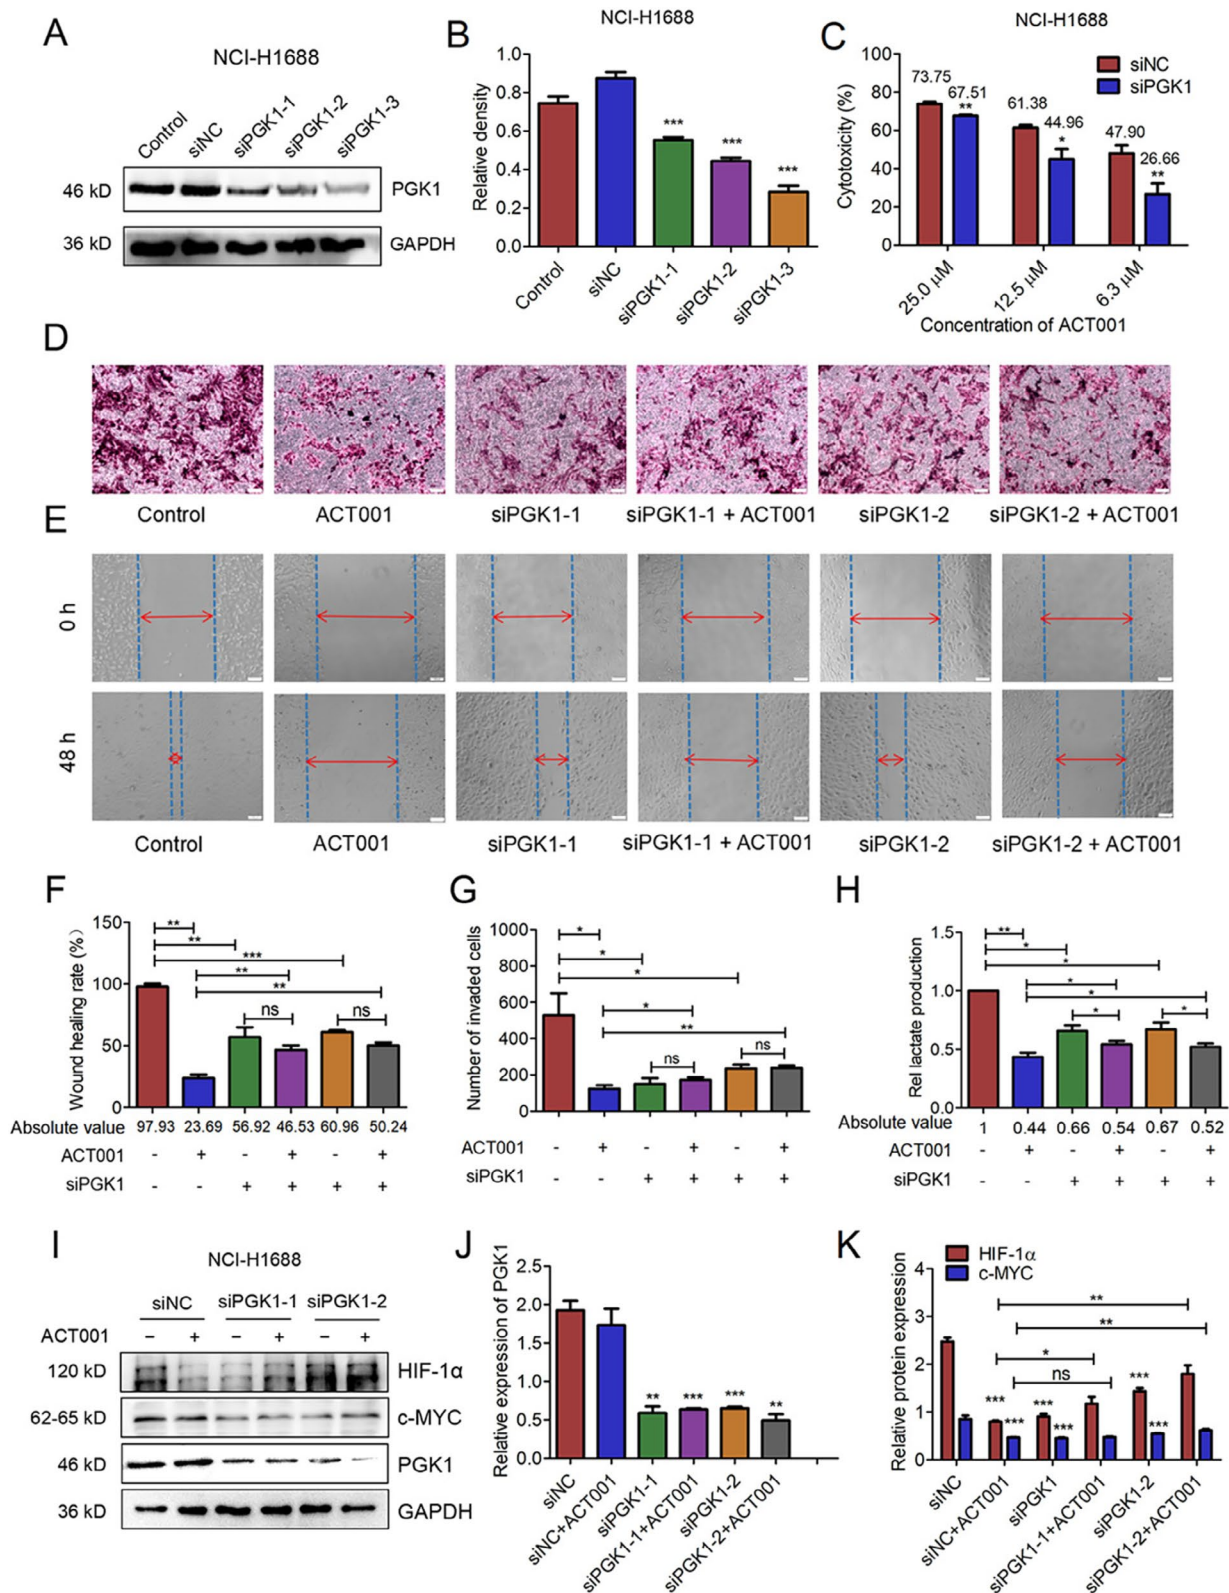 A
NCI-H1688
Control
siNC
siPGK1-1
siPGK1-2
siPGK1-3
46 kD
PGK1
36 kD
GAPDH
B
NCI-H1688
Relative density
1.0
0.8
0.6
0.4
0.2
0.0
***
***
***
Control
siNC
siPGK1-1
siPGK1-2
siPGK1-3
C
NCI-H1688
Cytotoxicity (%)
100
80
60
40
20
0
siNC
siPGK1
73.75
67.51
**
61.38
44.96
*
47.90
26.66
**
25.0 μM
12.5 μM
6.3 μM
Concentration of ACT001
D
Control
ACT001
siPGK1-1
siPGK1-1 + ACT001
siPGK1-2
siPGK1-2 + ACT001
E
0 h
48 h
Control
ACT001
siPGK1-1
siPGK1-1 + ACT001
siPGK1-2
siPGK1-2 + ACT001
F
Wound healing rate (%)
150
100
50
0
**
**
***
**
**
ns
ns
Absolute value 97.93 23.69 56.92 46.53 60.96 50.24
ACT001 - + - + - +
siPGK1 - - + + + +
G
Number of invaded cells
1000
800
600
400
200
0
*
*
*
*
**
ns
ns
ACT001 - + - + - +
siPGK1 - - + + + +
H
Rel lactate production
1.5
1.0
0.5
0.0
**
*
*
*
*
*
*
Absolute value 1 0.44 0.66 0.54 0.67 0.52
ACT001 - + - + - +
siPGK1 - - + + + +
I
NCI-H1688
siNC siPGK1-1 siPGK1-2
ACT001 − + − + − +
120 kD HIF-1α
62-65 kD c-MYC
46 kD PGK1
36 kD GAPDH
J
Relative expression of PGK1
2.5
2.0
1.5
1.0
0.5
0.0
**
***
***
**
siNC
siNC+ACT001
siPGK1-1
siPGK1-1+ACT001
siPGK1-2
siPGK1-2+ACT001
K
HIF-1α
c-MYC
Relative protein expression
4
3
2
1
0
**
**
*
ns
***
***
***
***
***
***
siNC
siNC+ACT001
siPGK1
siPGK1-1+ACT001
siPGK1-2
siPGK1-2+ACT001